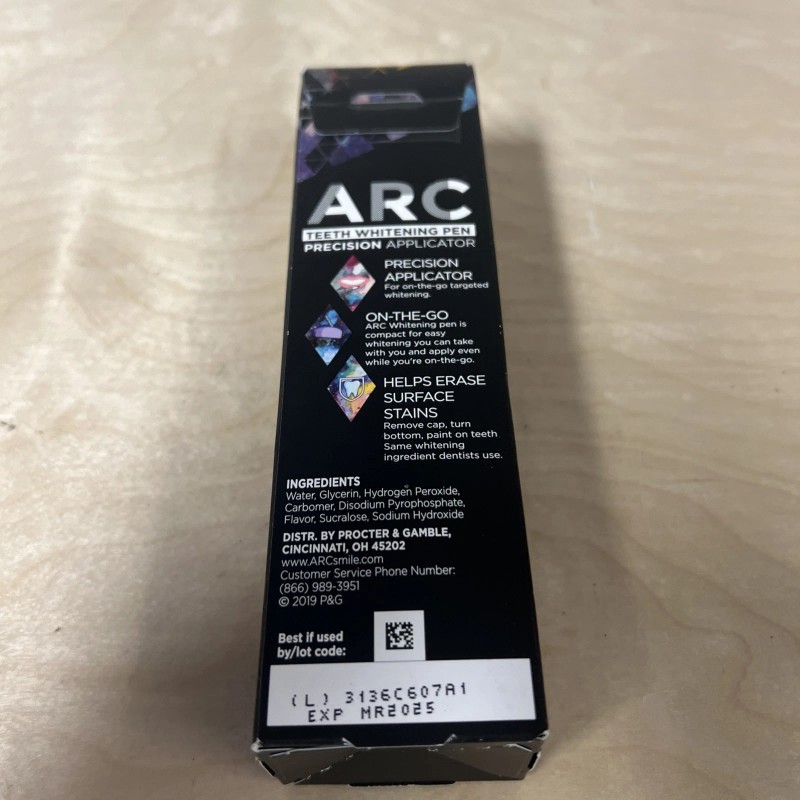 ARC
TEETH WHITENING PEN
PRECISION APPLICATOR
PRECISION
APPLICATOR
For on-the-go targeted
whitening.
ON-THE-GO
ARC Whitening pen is
compact for easy
whitening you can take
with you and apply even
while you're on-the-go.
HELPS ERASE
SURFACE
STAINS
Remove cap, turn
bottom, paint on teeth
Same whitening
ingredient dentists use.
INGREDIENTS
Water, Glycerin, Hydrogen Peroxide,
Carbomer, Disodium Pyrophosphate,
Flavor, Sucralose, Sodium Hydroxide
DISTR. BY PROCTER & GAMBLE,
CINCINNATI, OH 45202
www.ARCsmile.com
Customer Service Phone Number:
(866) 989-3951
© 2019 P&G
Best if used
by/lot code:
(L) 3136C607A1
EXP MR2025